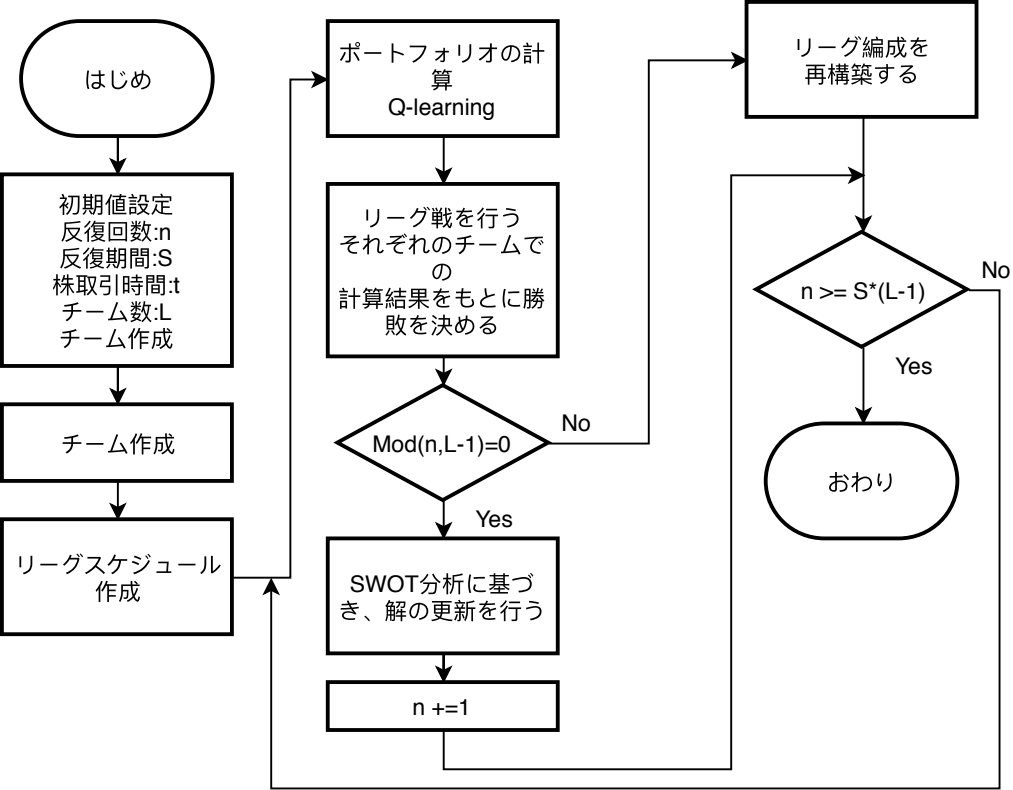 はじめ
初期値設定
反復回数:n
反復期間:S
株取引時間:t
チーム数:L
チーム作成
チーム作成
リーグスケジュール
作成
ポートフォリオの計
算
Q-learning
リーグ戦を行う
それぞれのチームで
の
計算結果をもとに勝
敗を決める
Mod(n,L-1)=0
No
Yes
SWOT分析に基づ
き、解の更新を行う
n +=1
リーグ編成を
再構築する
n >= S*(L-1)
No
Yes
おわり